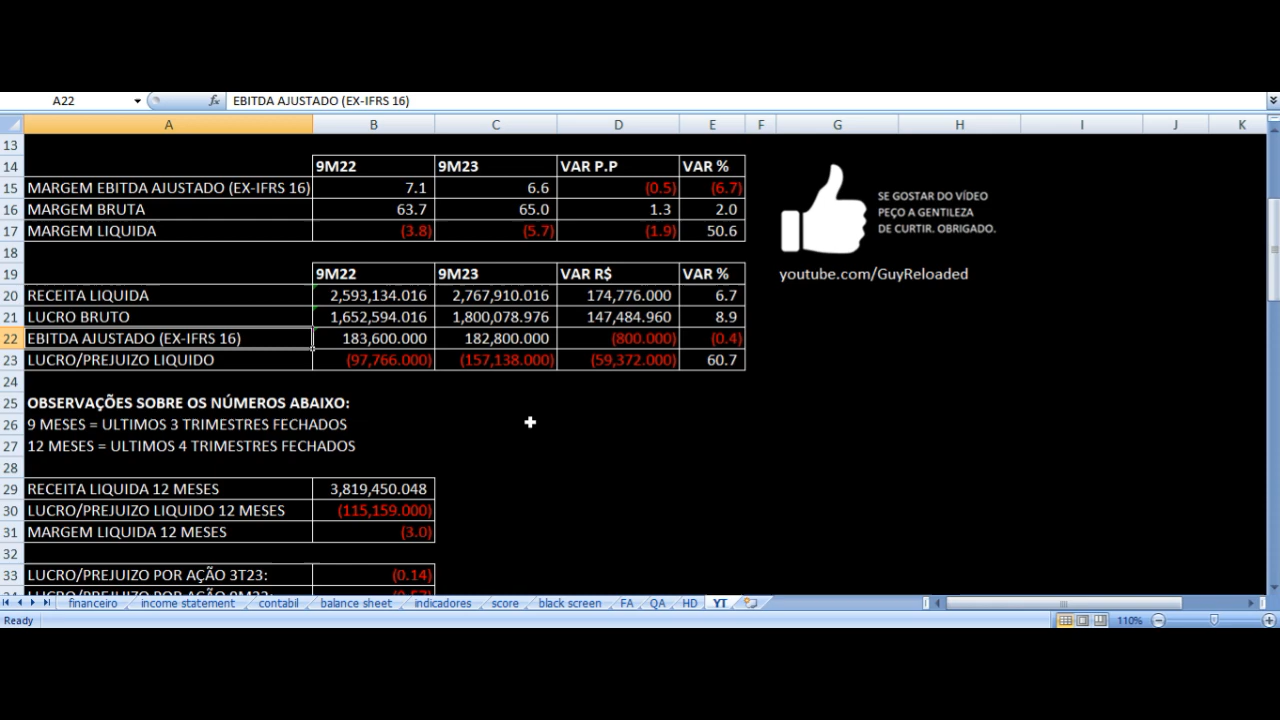 A22 fx EBITDA AJUSTADO (EX-IFRS 16)
A B C D E F G H I J K
13
14 9M22 9M23 VAR P.P VAR %
15 MARGEM EBITDA AJUSTADO (EX-IFRS 16) 7.1 6.6 (0.5) (6.7)
16 MARGEM BRUTA 63.7 65.0 1.3 2.0
17 MARGEM LIQUIDA (3.8) (5.7) (1.9) 50.6
SE GOSTAR DO VÍDEO
PEÇO A GENTILEZA
DE CURTIR. OBRIGADO.
18
19 9M22 9M23 VAR R$ VAR %
youtube.com/GuyReloaded
20 RECEITA LIQUIDA 2,593,134.016 2,767,910.016 174,776.000 6.7
21 LUCRO BRUTO 1,652,594.016 1,800,078.976 147,484.960 8.9
22 EBITDA AJUSTADO (EX-IFRS 16) 183,600.000 182,800.000 (800.000) (0.4)
23 LUCRO/PREJUIZO LIQUIDO (97,766.000) (157,138.000) (59,372.000) 60.7
24
25 OBSERVAÇÕES SOBRE OS NÚMEROS ABAIXO:
26 9 MESES = ULTIMOS 3 TRIMESTRES FECHADOS
27 12 MESES = ULTIMOS 4 TRIMESTRES FECHADOS
28
29 RECEITA LIQUIDA 12 MESES 3,819,450.048
30 LUCRO/PREJUIZO LIQUIDO 12 MESES (115,159.000)
31 MARGEM LIQUIDA 12 MESES (3.0)
32
33 LUCRO/PREJUIZO POR AÇÃO 3T23: (0.14)
financeiro income statement contabil balance sheet indicadores score black screen FA QA HD YT
Ready 110%